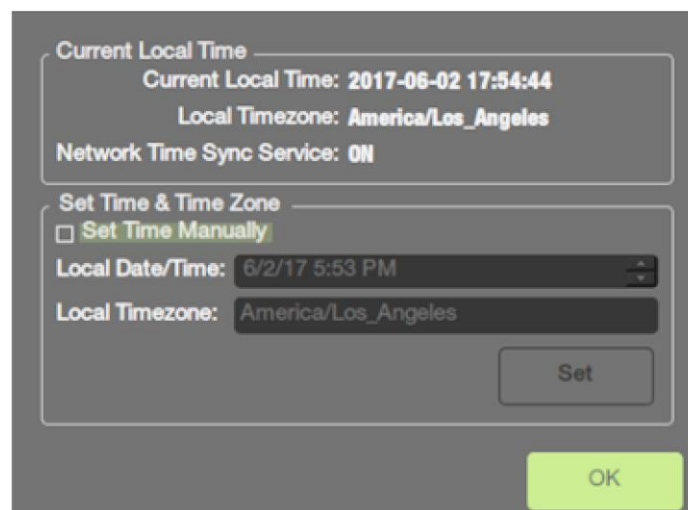 Current Local Time
Current Local Time: 2017-06-02 17:54:44
Local Timezone: America/Los_Angeles
Network Time Sync Service: ON
Set Time & Time Zone
Set Time Manually
Local Date/Time: 6/2/17 5:53 PM
Local Timezone: America/Los_Angeles
Set
OK